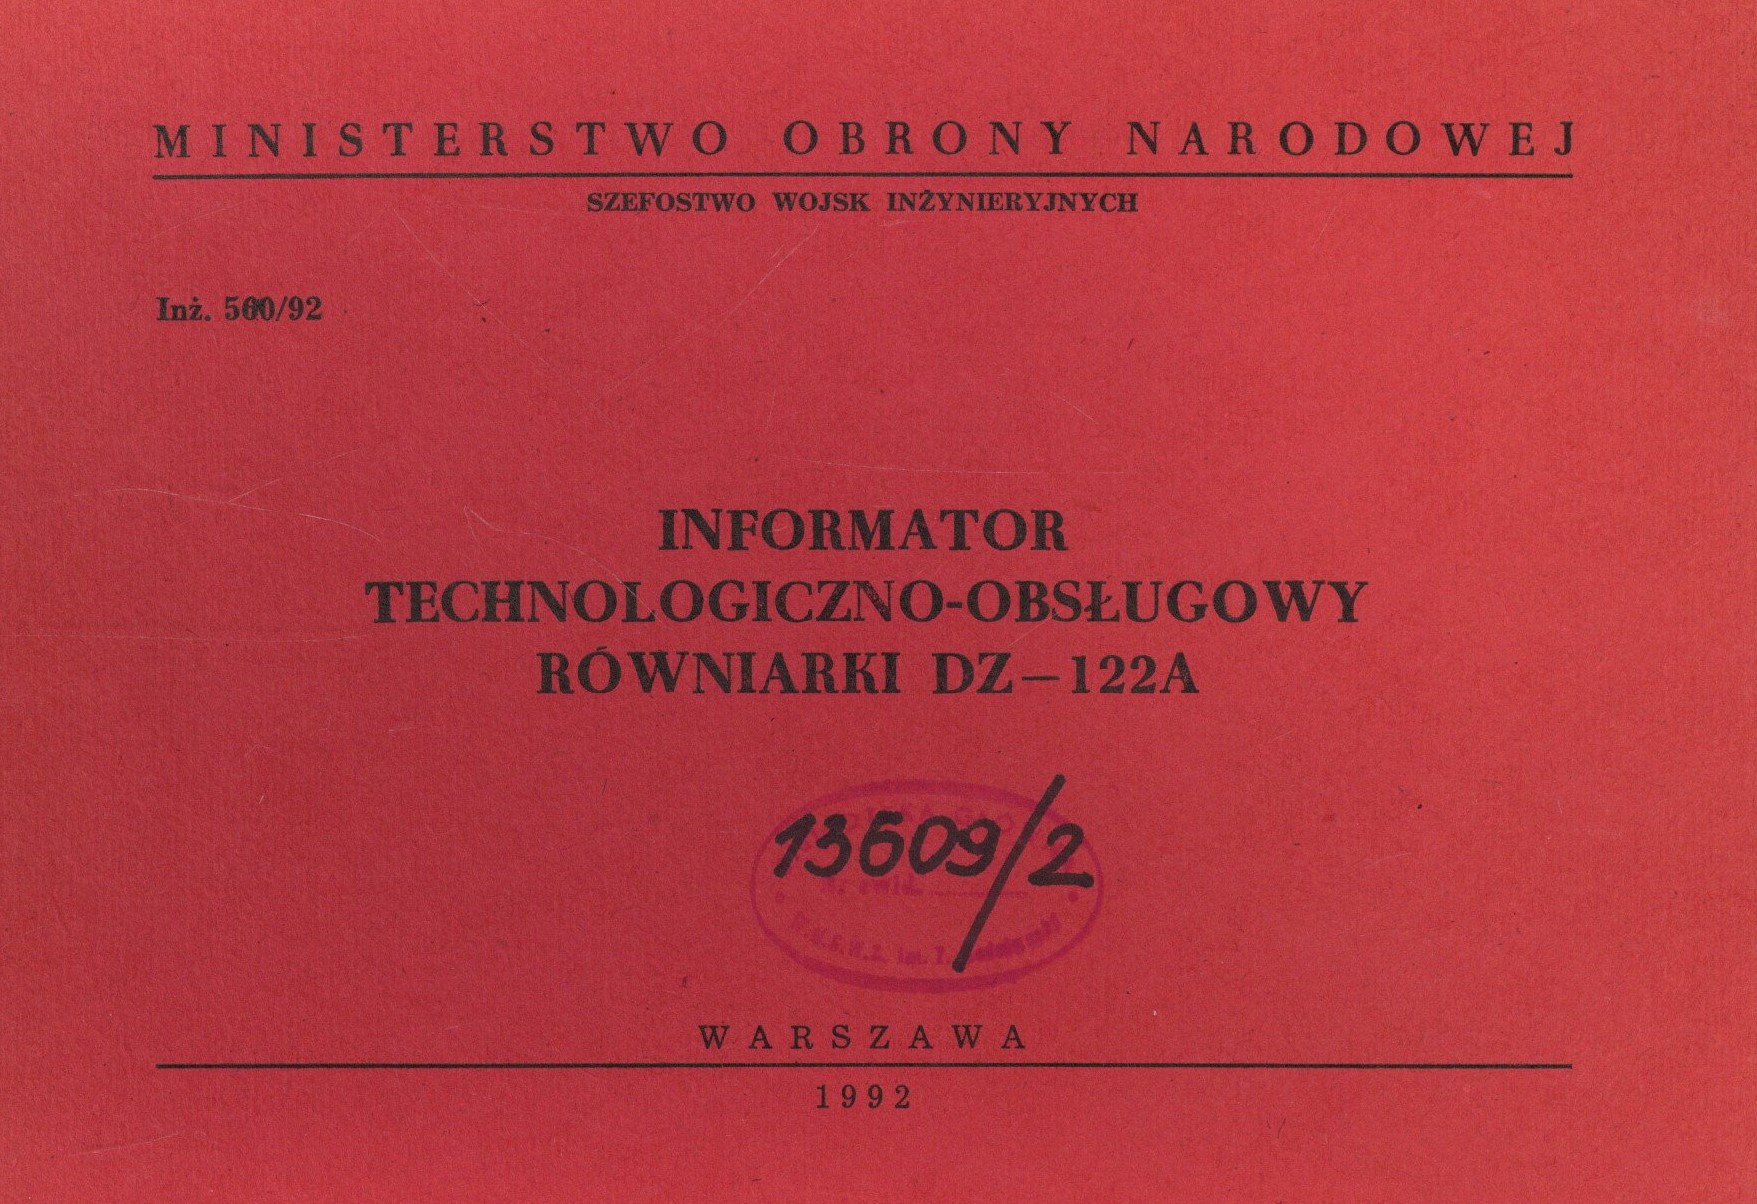 MINISTERSTWO OBRONY NARODOWEJ
SZEFOSTWO WOJSK INŻYNIERYJNYCH
Inż. 560/92
INFORMATOR
TECHNOLOGICZNO-OBSŁUGOWY
RÓWNIARKI DZ—122A
13609/2
WARSZAWA
1992